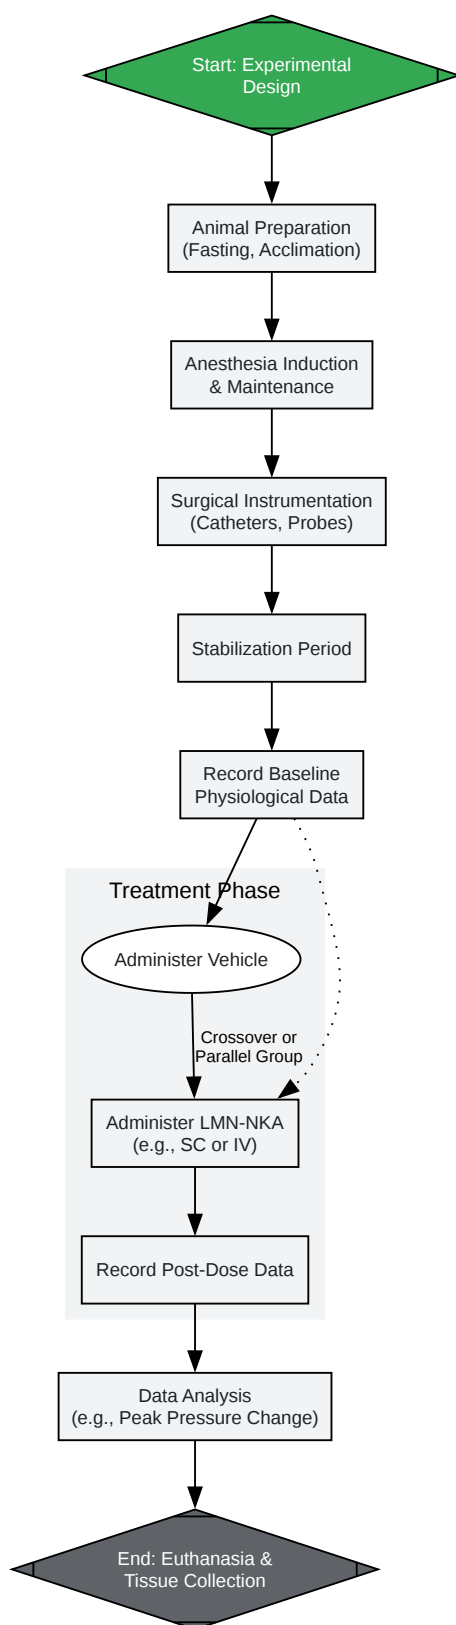 Start: Experimental
Design
Animal Preparation
(Fasting, Acclimation)
Anesthesia Induction
& Maintenance
Surgical Instrumentation
(Catheters, Probes)
Stabilization Period
Record Baseline
Physiological Data
Treatment Phase
Administer Vehicle
Crossover or
Parallel Group
Administer LMN-NKA
(e.g., SC or IV)
Record Post-Dose Data
Data Analysis
(e.g., Peak Pressure Change)
End: Euthanasia &
Tissue Collection